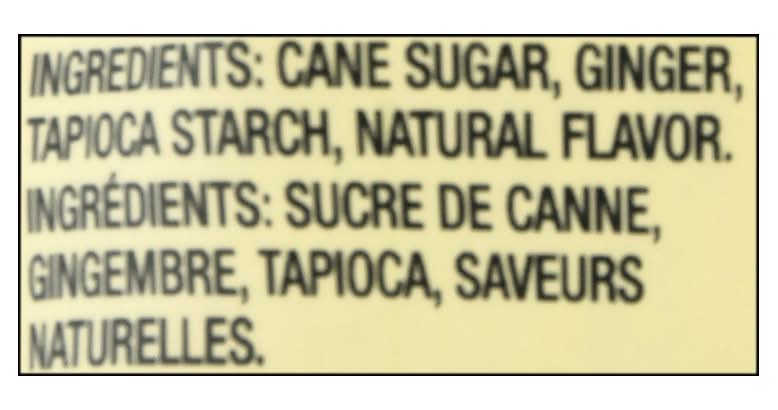 INGREDIENTS: CANE SUGAR, GINGER,
TAPIOCA STARCH, NATURAL FLAVOR.
INGRÉDIENTS: SUCRE DE CANNE,
GINGEMBRE, TAPIOCA, SAVEURS
NATURELLES.